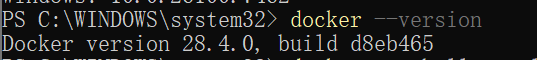 PS C:\WINDOWS\system32> docker --version
Docker version 28.4.0, build d8eb465